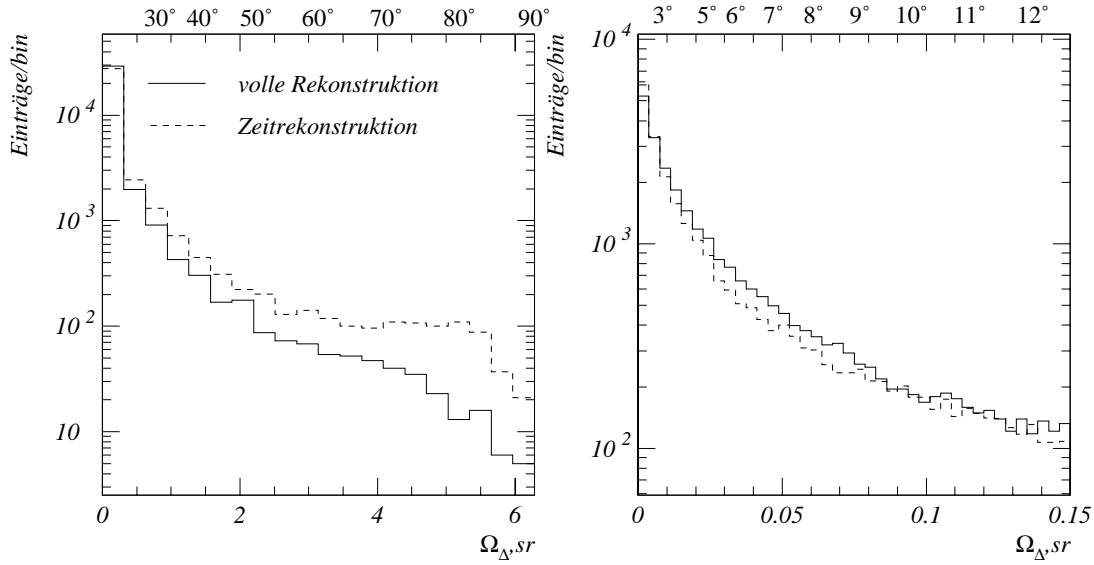 30° 40° 50° 60° 70° 80° 90°
Einträge/bin
10^4
10^3
10^2
10
volle Rekonstruktion
Zeitrekonstruktion
0 2 4 6
Ω_Δ,sr
3° 5° 6° 7° 8° 9° 10° 11° 12°
Einträge/bin
10^4
10^3
10^2
0 0.05 0.1 0.15
Ω_Δ,sr